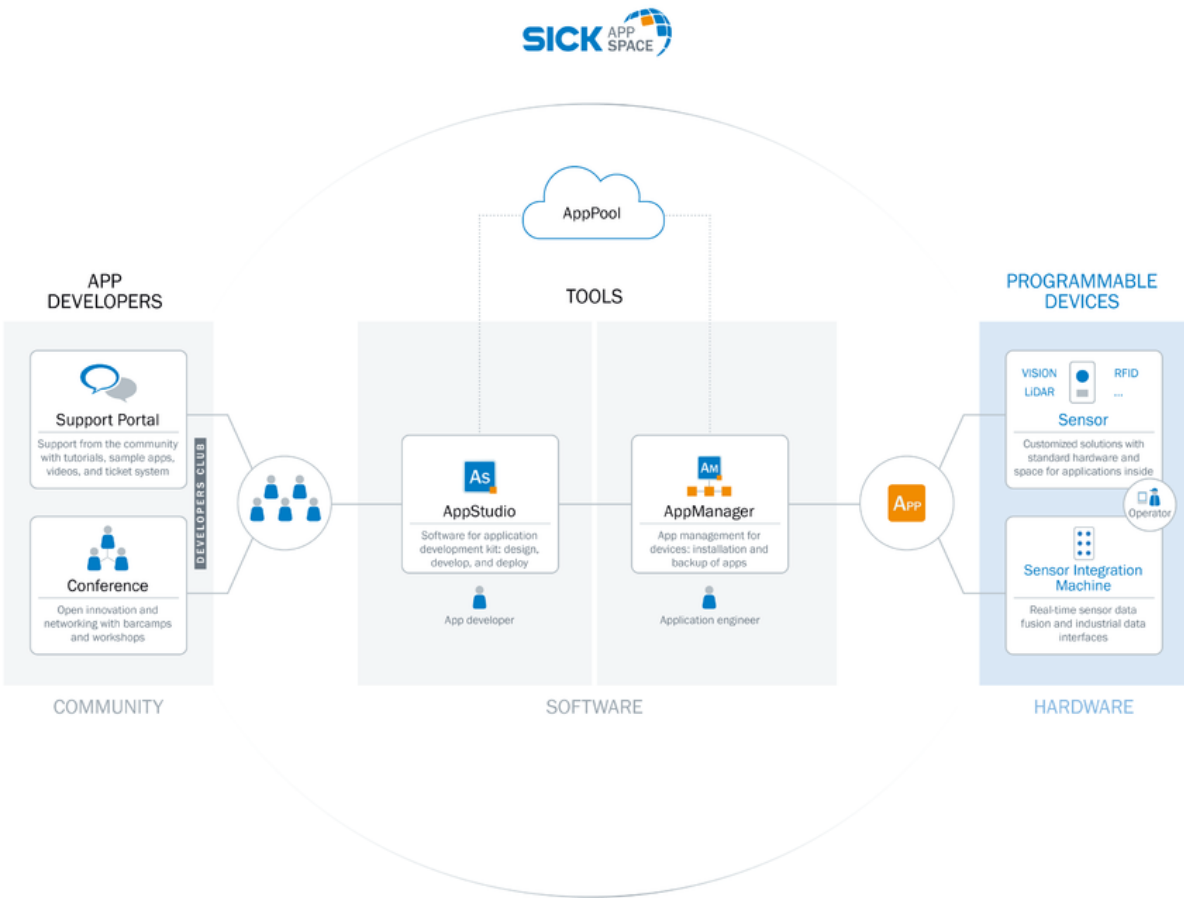 SICK APP
SPACE
AppPool
APP
DEVELOPERS
Support Portal
Support from the community
with tutorials, sample apps,
videos, and ticket system
DEVELOPERS CLUB
Conference
Open innovation and
networking with barcamps
and workshops
COMMUNITY
TOOLS
As
AppStudio
Software for application
development kit: design,
develop, and deploy
App developer
AM
AppManager
App management for
devices: installation and
backup of apps
Application engineer
SOFTWARE
APP
PROGRAMMABLE
DEVICES
VISION
RFID
LiDAR
...
Sensor
Customized solutions with
standard hardware and
space for applications inside
Operator
Sensor Integration
Machine
Real-time sensor data
fusion and industrial data
interfaces
HARDWARE